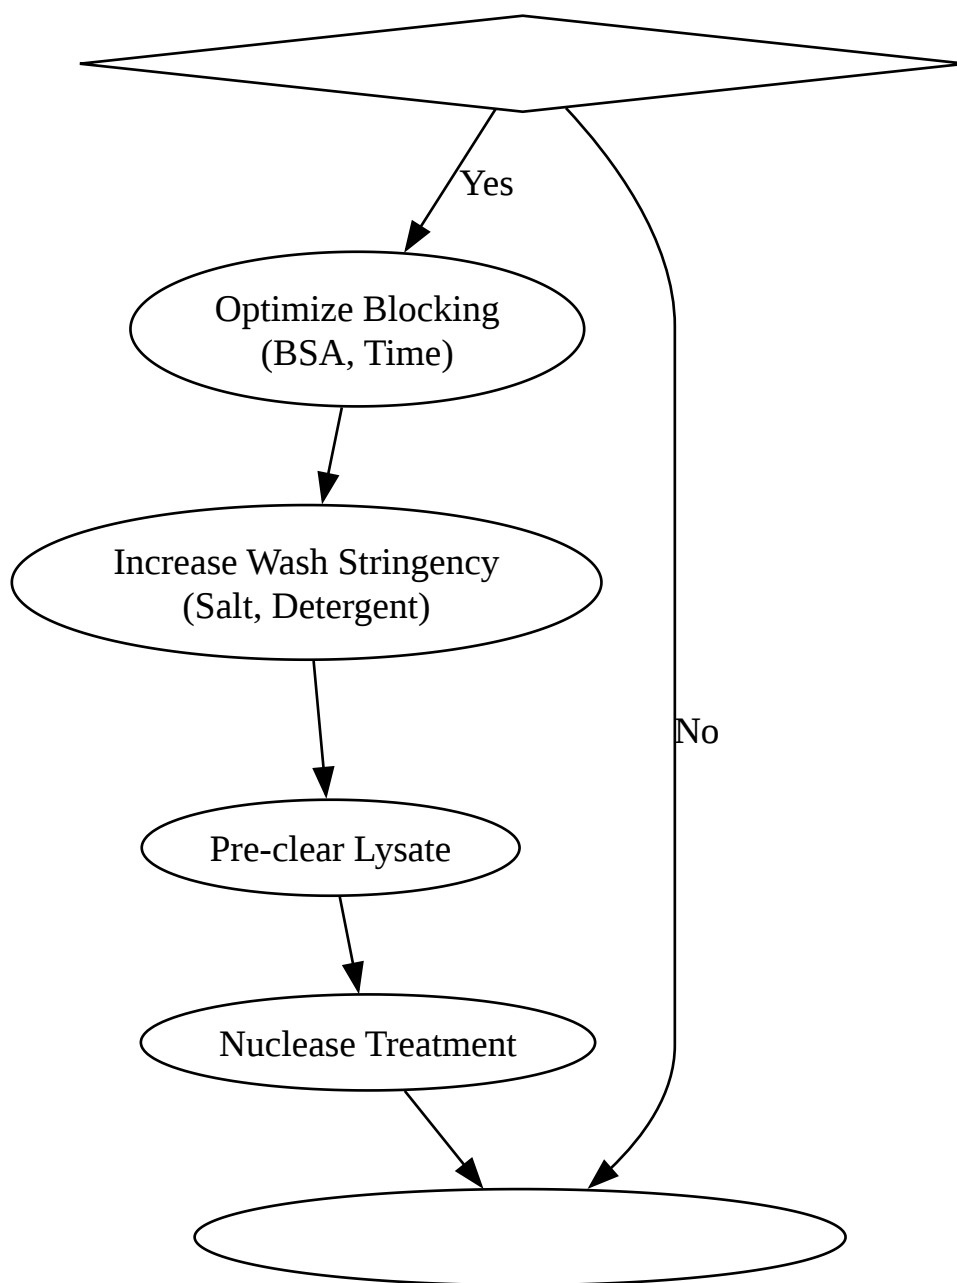 Yes
Optimize Blocking
(BSA, Time)
Increase Wash Stringency
(Salt, Detergent)
No
Pre-clear Lysate
Nuclease Treatment